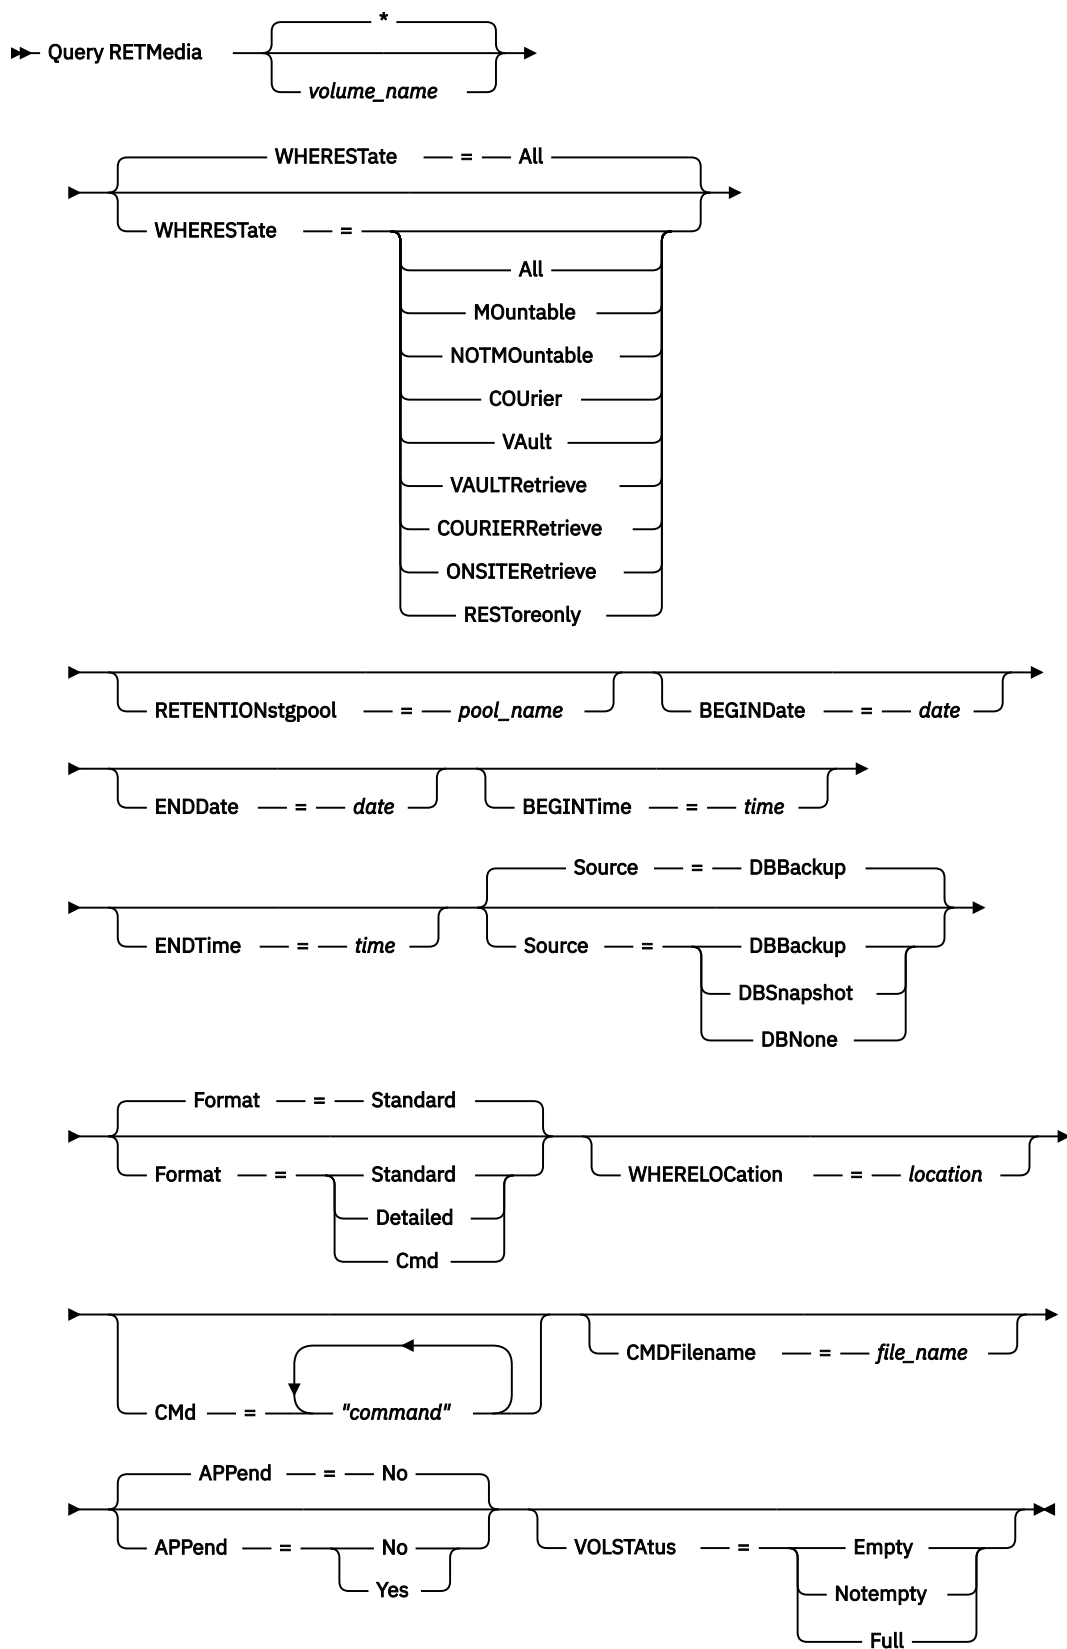 *
Query RETMedia
volume_name
WHERESTate = All
WHERESTate =
All
MOuntable
NOTMOuntable
COUrier
VAult
VAULTRetrieve
COURIERRetrieve
ONSITERetrieve
RESToreonly
RETENTIONstgpool = pool_name BEGINDate = date
ENDDate = date BEGINTime = time
Source = DBBackup
ENDTime = time Source = DBBackup
DBSnapshot
DBNone
Format = Standard
Format = Standard WHERELOCation = location
Detailed
Cmd
CMDFilename = file_name
CMd = "command"
APPend = No
APPend = No VOLSTAtus = Empty
Yes Notempty
Full